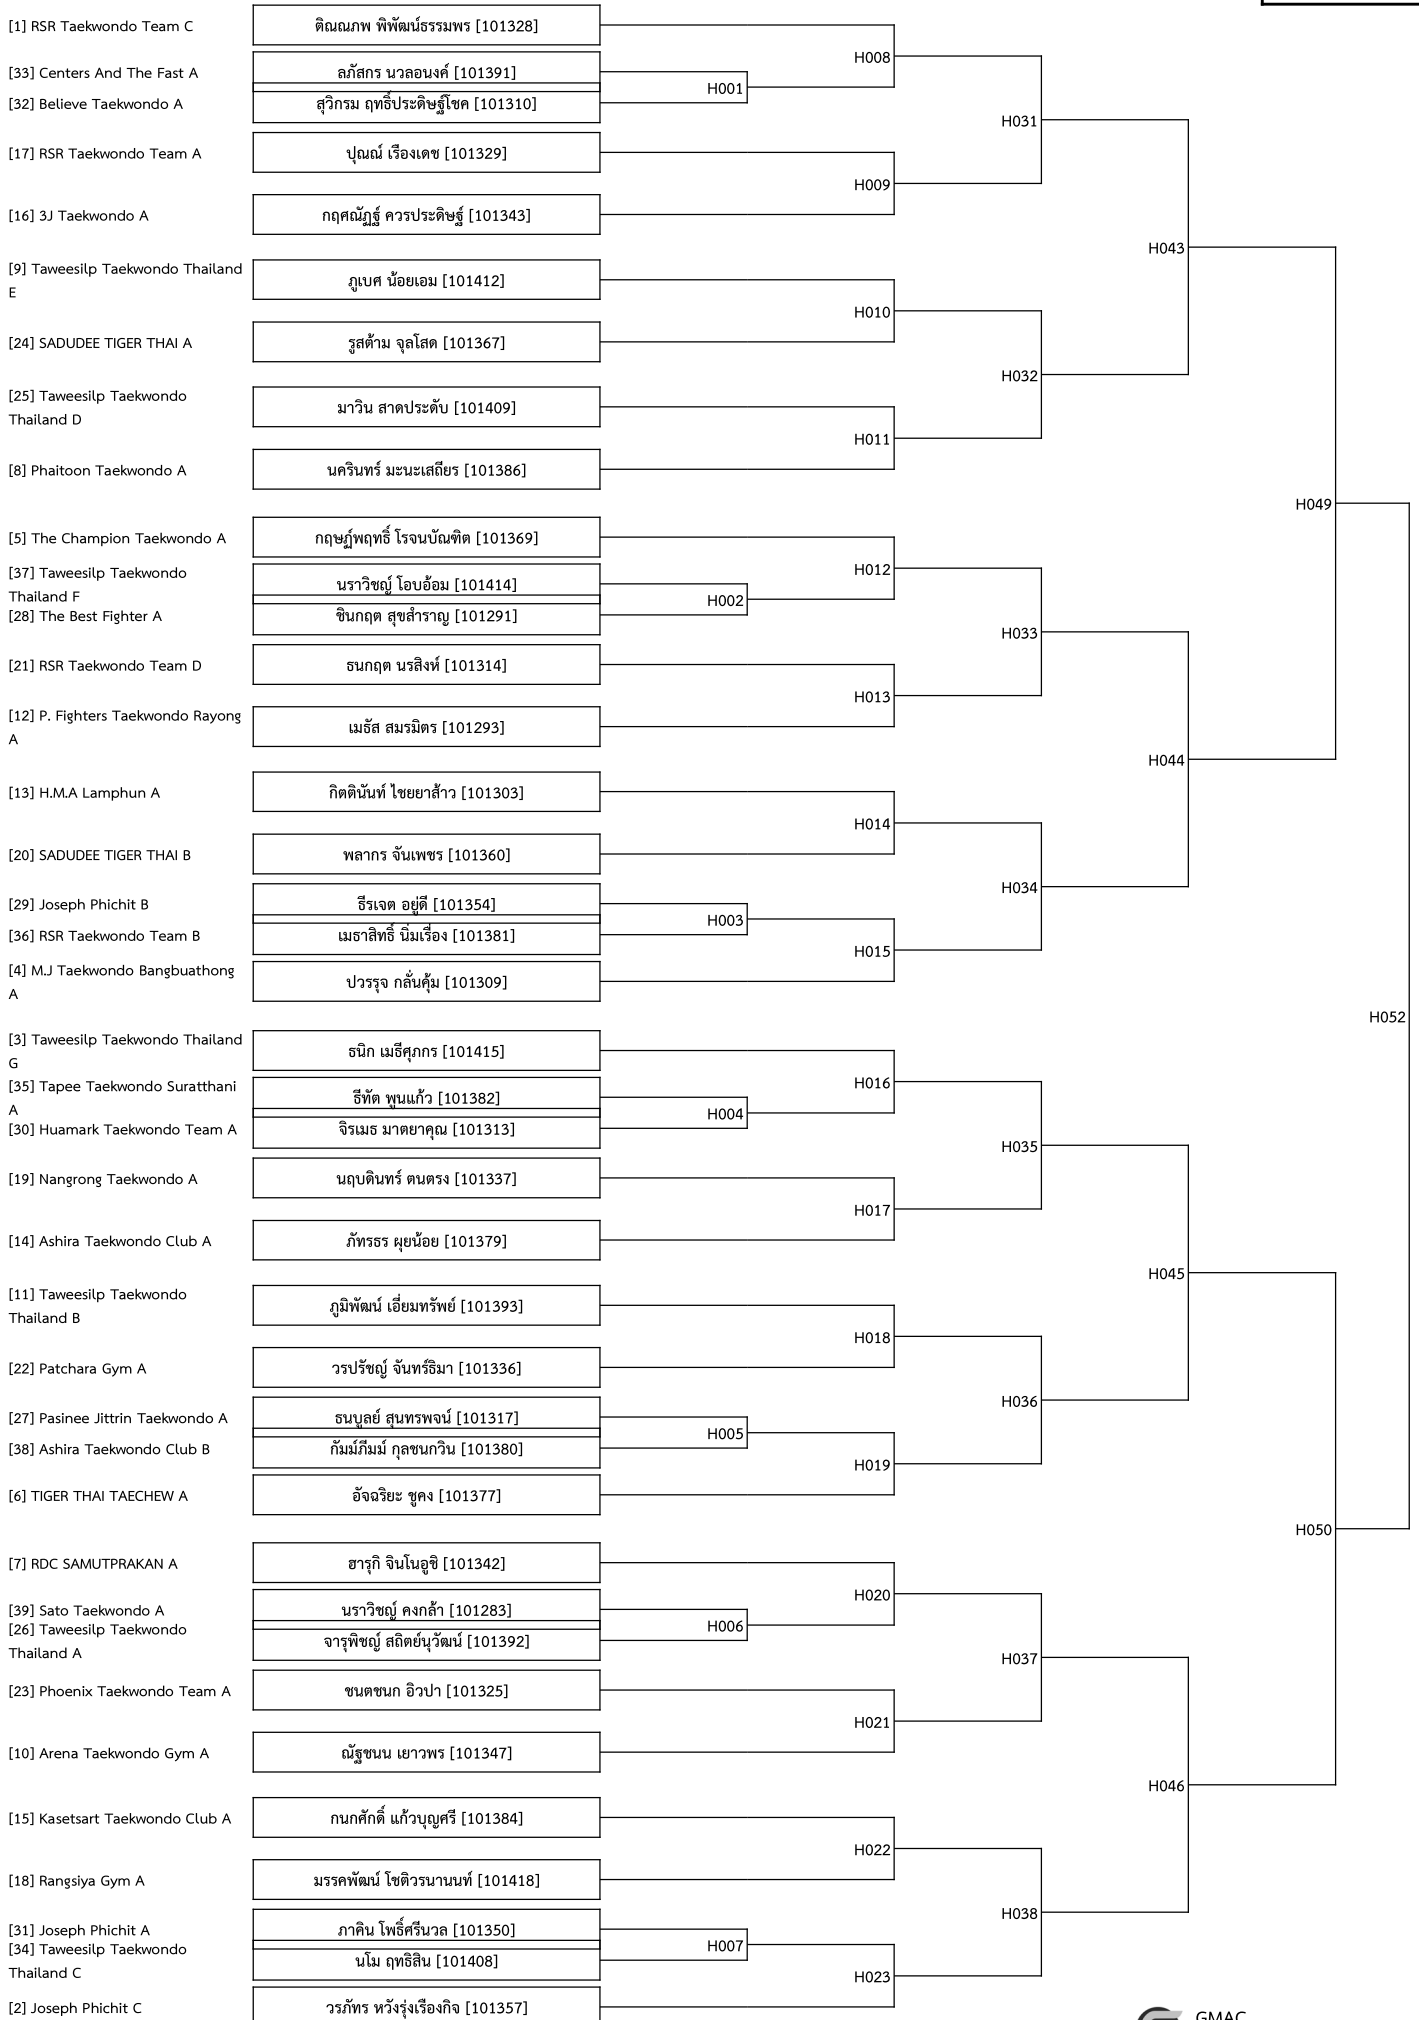 [1] RSR Taekwondo Team C
ติณณภพ พิพัฒน์ธรรมพร [101328]
H008
[33] Centers And The Fast A
ลภัสกร นวลอนงค์ [101391]
H001
[32] Believe Taekwondo A
สุวิกรม ฤทธิ์ประดิษฐ์โชค [101310]
H031
[17] RSR Taekwondo Team A
ปุณณ์ เรืองเดช [101329]
H009
[16] 3J Taekwondo A
กฤศณัฏฐ์ ควรประดิษฐ์ [101343]
H043
[9] Taweesilp Taekwondo Thailand
E
ภูเบศ น้อยเอม [101412]
H010
[24] SADUDEE TIGER THAI A
รูสต้าม จุลโสด [101367]
H032
[25] Taweesilp Taekwondo
Thailand D
มาวิน สาดประดับ [101409]
H011
[8] Phaitoon Taekwondo A
นครินทร์ มะนะเสถียร [101386]
H049
[5] The Champion Taekwondo A
กฤษฏ์พฤทธิ์ โรจนบัณฑิต [101369]
H012
[37] Taweesilp Taekwondo
Thailand F
นราวิชญ์ โอบอ้อม [101414]
H002
[28] The Best Fighter A
ชินกฤต สุขสำราญ [101291]
H033
[21] RSR Taekwondo Team D
ธนกฤต นรสิงห์ [101314]
H013
[12] P. Fighters Taekwondo Rayong
A
เมธัส สมรมิตร [101293]
H044
[13] H.M.A Lamphun A
กิตตินันท์ ไชยยาส้าว [101303]
H014
[20] SADUDEE TIGER THAI B
พลากร จันเพชร [101360]
H034
[29] Joseph Phichit B
ธีรเจต อยู่ดี [101354]
H003
[36] RSR Taekwondo Team B
เมธาสิทธิ์ นิ่มเรื่อง [101381]
H015
[4] M.J Taekwondo Bangbuathong
A
ปวรรุจ กลั่นคุ้ม [101309]
H052
[3] Taweesilp Taekwondo Thailand
G
ธนิก เมธีศุภกร [101415]
H016
[35] Tapee Taekwondo Suratthani
A
ธีทัต พูนแก้ว [101382]
H004
[30] Huamark Taekwondo Team A
จิรเมธ มาตยาคุณ [101313]
H035
[19] Nangrong Taekwondo A
นฤบดินทร์ ตนตรง [101337]
H017
[14] Ashira Taekwondo Club A
ภัทรธร ผุยน้อย [101379]
H045
[11] Taweesilp Taekwondo
Thailand B
ภูมิพัฒน์ เอี่ยมทรัพย์ [101393]
H018
[22] Patchara Gym A
วรปรัชญ์ จันทร์ธิมา [101336]
H036
[27] Pasinee Jittrin Taekwondo A
ธนบูลย์ สุนทรพจน์ [101317]
H005
[38] Ashira Taekwondo Club B
กัมม์ภีมม์ กุลชนกวิน [101380]
H019
[6] TIGER THAI TAECHEW A
อัจฉริยะ ชูคง [101377]
H050
[7] RDC SAMUTPRAKAN A
ฮารุกิ จินโนอูชิ [101342]
H020
[39] Sato Taekwondo A
นราวิชญ์ คงกล้า [101283]
H006
[26] Taweesilp Taekwondo
Thailand A
จารุพิชญ์ สถิตย์นุวัฒน์ [101392]
H037
[23] Phoenix Taekwondo Team A
ชนตชนก อิวปา [101325]
H021
[10] Arena Taekwondo Gym A
ณัฐชนน เยาวพร [101347]
H046
[15] Kasetsart Taekwondo Club A
กนกศักดิ์ แก้วบุญศรี [101384]
H022
[18] Rangsiya Gym A
มรรคพัฒน์ โชติวรนานนท์ [101418]
H038
[31] Joseph Phichit A
ภาคิน โพธิ์ศรีนวล [101350]
H007
[34] Taweesilp Taekwondo
Thailand C
นโม ฤทธิสิน [101408]
H023
[2] Joseph Phichit C
วรภัทร หวังรุ่งเรืองกิจ [101357]
GMAC